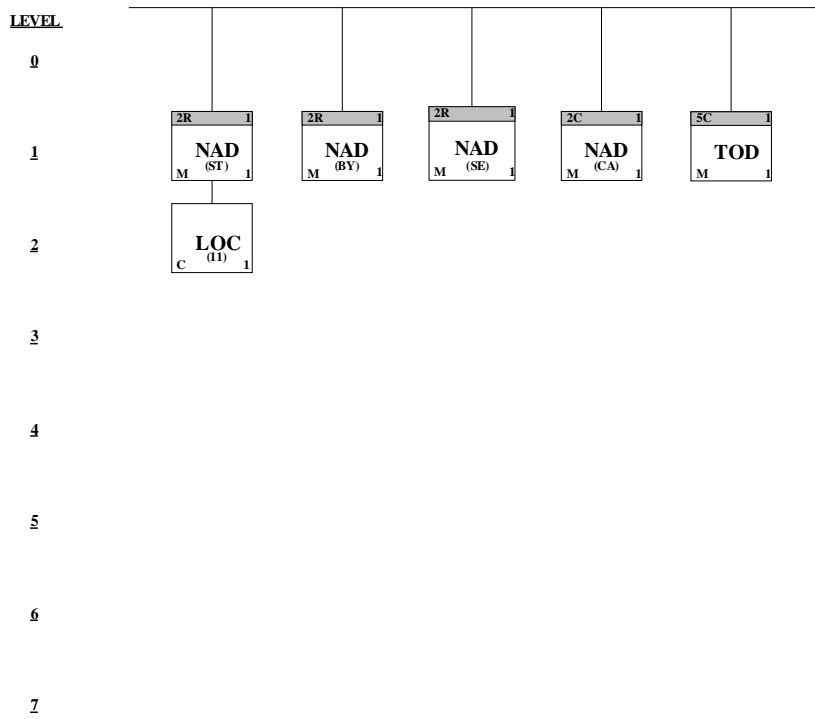 LEVEL
0
2R 1 2R 1 2R 1 2C 1 5C 1
1 NAD NAD NAD NAD TOD
(ST) (BY) (SE) (CA)
M 1 M 1 M 1 M 1 M 1
2 LOC
(11)
C 1
3
4
5
6
7